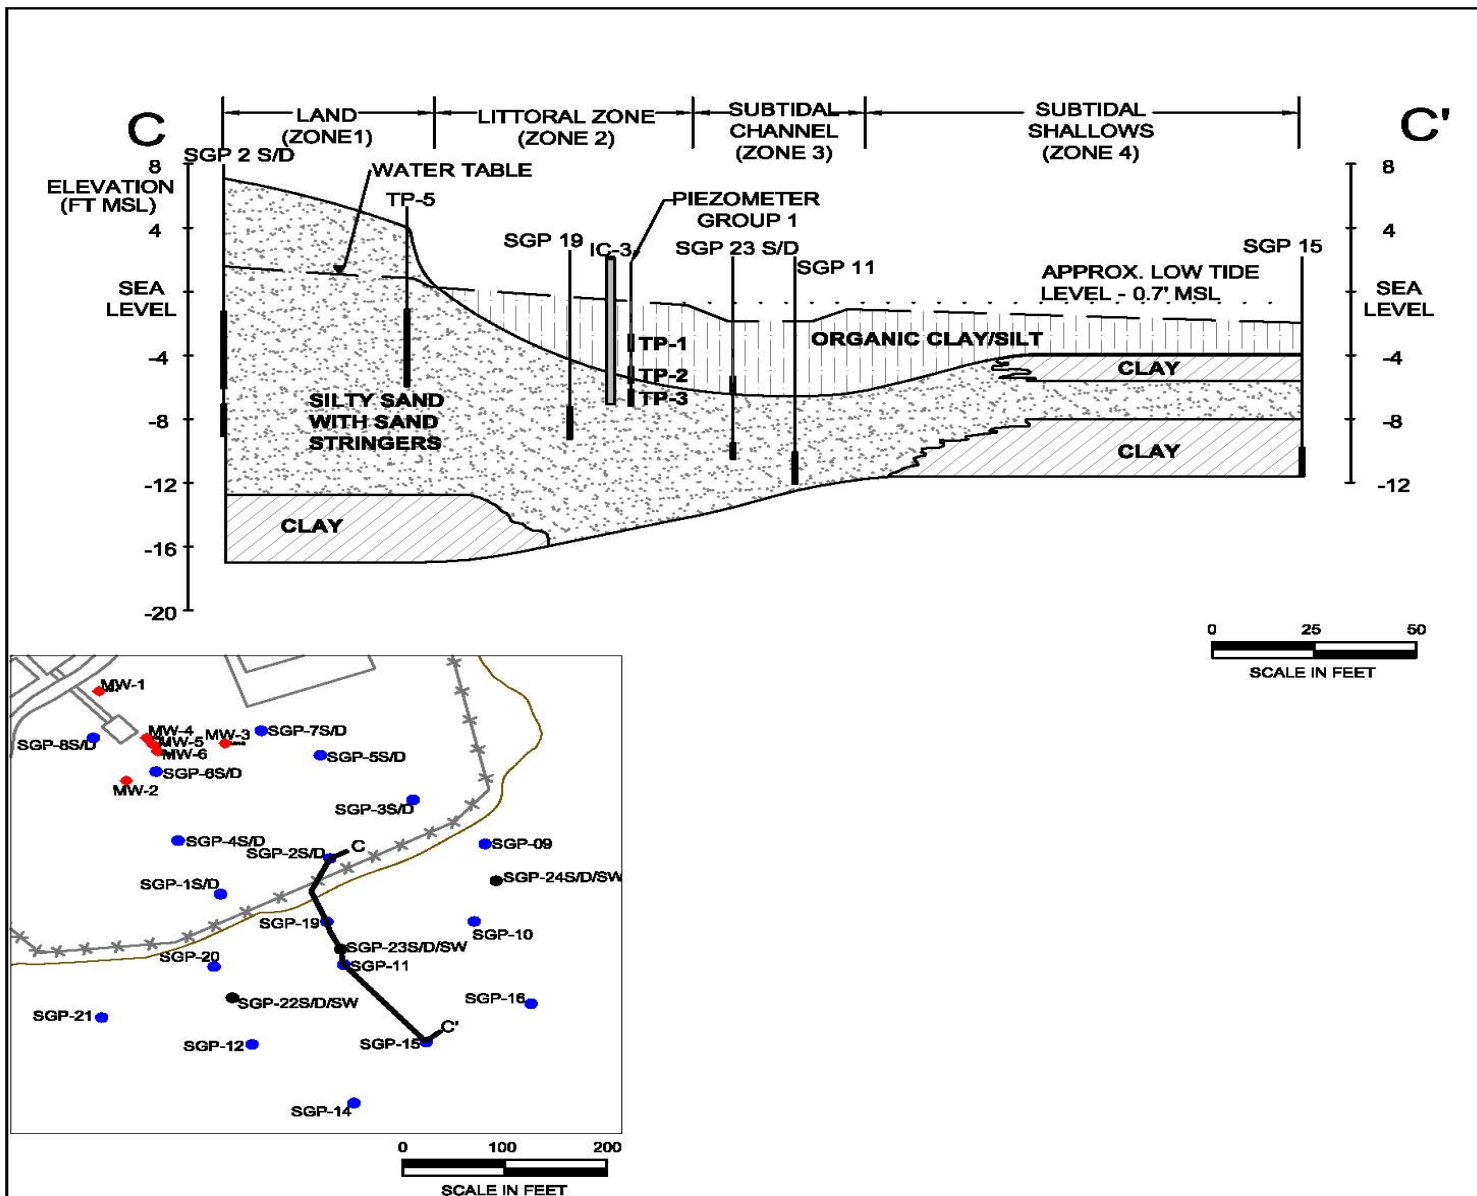 C
LAND
(ZONE1)
LITTORAL ZONE
(ZONE 2)
SUBTIDAL
CHANNEL
(ZONE 3)
SUBTIDAL
SHALLOWS
(ZONE 4)
C'
SGP 2 S/D
8
ELEVATION
(FT MSL)
4
SEA
LEVEL
-4
-8
-12
-16
-20
WATER TABLE
TP-5
SGP 19
IC-3
PIEZOMETER
GROUP 1
SGP 23 S/D
SGP 11
SGP 15
APPROX. LOW TIDE
LEVEL - 0.7' MSL
8
4
SEA
LEVEL
-4
-8
-12
TP-1
TP-2
TP-3
ORGANIC CLAY/SILT
CLAY
CLAY
SILTY SAND
WITH SAND
STRINGERS
CLAY
0 25 50
SCALE IN FEET
MW-1
MW-4
MW-5
MW-6
MW-3
SGP-7S/D
SGP-8S/D
SGP-5S/D
SGP-6S/D
MW-2
SGP-3S/D
SGP-4S/D
C
SGP-2S/D
SGP-09
SGP-24S/D/SW
SGP-1S/D
SGP-19
SGP-10
SGP-23S/D/SW
SGP-20
SGP-11
SGP-22S/D/SW
SGP-16
SGP-21
C'
SGP-12
SGP-15
SGP-14
0 100 200
SCALE IN FEET